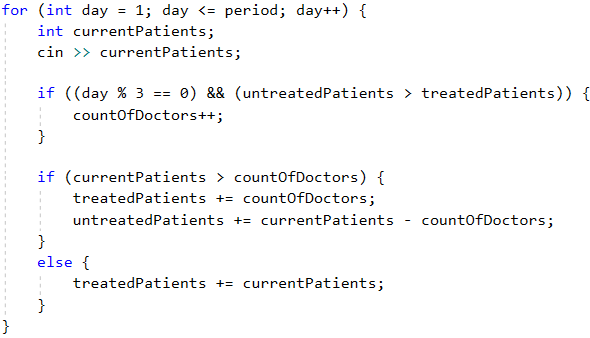 for (int day = 1; day <= period; day++) {
    int currentPatients;
    cin >> currentPatients;

    if ((day % 3 == 0) && (untreatedPatients > treatedPatients)) {
        countOfDoctors++;
    }

    if (currentPatients > countOfDoctors) {
        treatedPatients += countOfDoctors;
        untreatedPatients += currentPatients - countOfDoctors;
    }
    else {
        treatedPatients += currentPatients;
    }
}